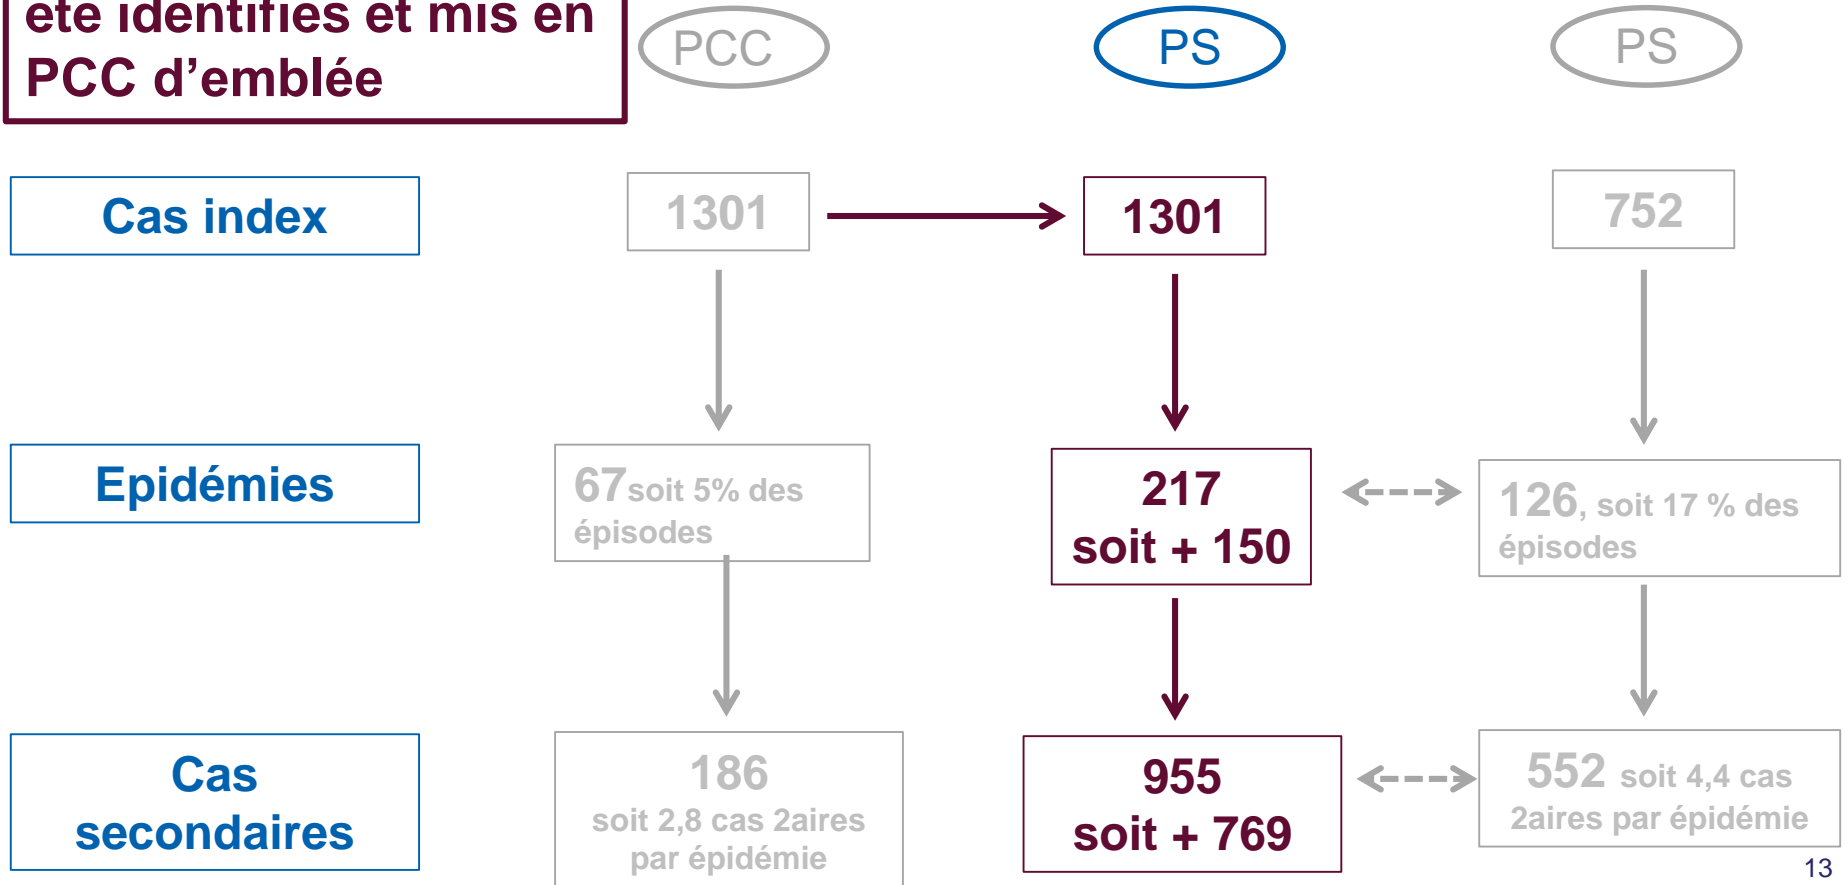 été identifiés et mis en
PCC d’emblée
PCC
PS
PS
Cas index
1301
1301
752
Epidémies
67 soit 5% des
épisodes
217
soit + 150
126, soit 17 % des
épisodes
Cas
secondaires
186
soit 2,8 cas 2aires
par épidémie
955
soit + 769
552 soit 4,4 cas
2aires par épidémie
13